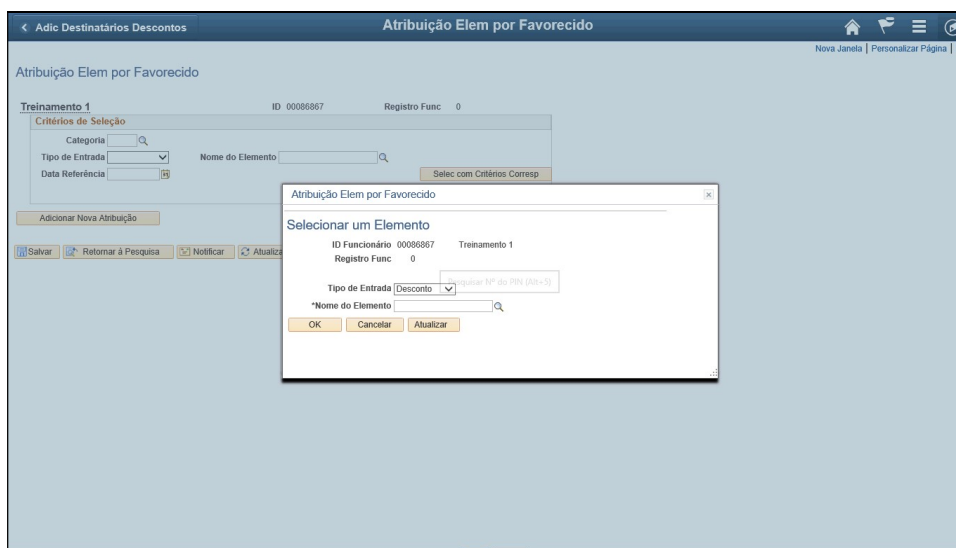 Adic Destinatários Descontos
Atribuição Elem por Favorecido
Nova Janela | Personalizar Página |
Atribuição Elem por Favorecido
Treinamento 1 ID 00086867 Registro Func 0
Critérios de Seleção
Categoria
Tipo de Entrada Nome do Elemento
Data Referência
Selec com Critérios Corresp
Adicionar Nova Atribuição
Salvar Retornar à Pesquisa Notificar Atualiza
Atribuição Elem por Favorecido
Selecionar um Elemento
ID Funcionário 00086867 Treinamento 1
Registro Func 0
Pesquisar Nº do PIN (Alt+5)
Tipo de Entrada Desconto
*Nome do Elemento
OK Cancelar Atualizar